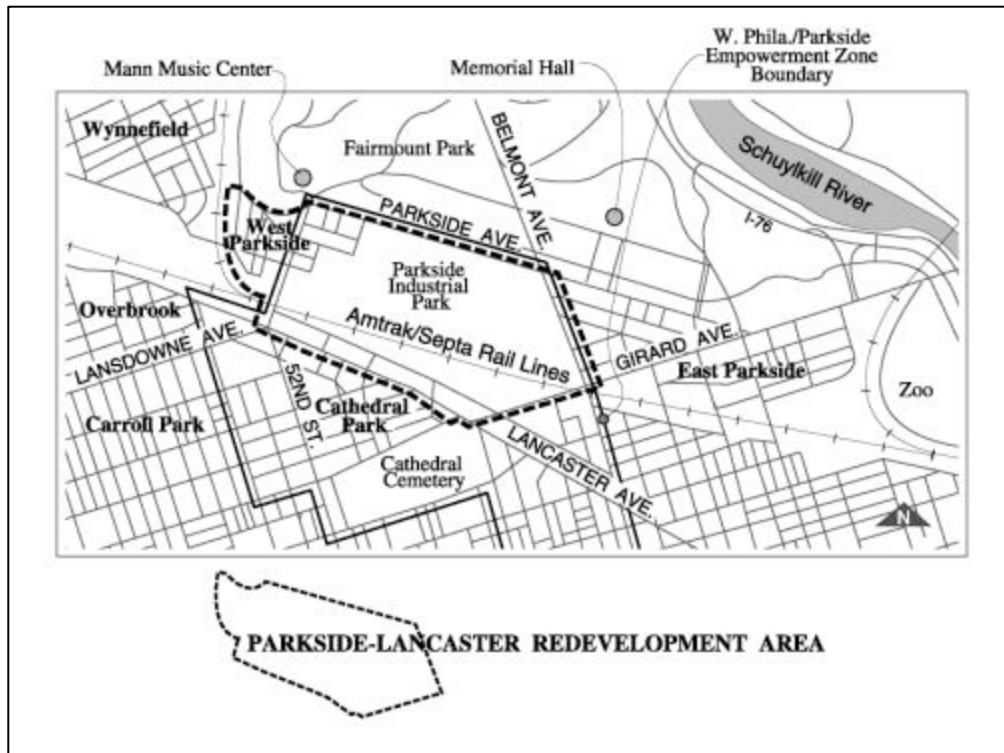 W. Phila./Parkside
Empowerment Zone
Boundary
Mann Music Center
Memorial Hall
Wynnefield
Fairmount Park
BELMONT AVE.
Schuylkill River
I-76
PARKSIDE AVE.
West
Parkside
Parkside
Industrial
Park
Overbrook
LANSDOWNE AVE.
Amtrak/Septa Rail Lines
GIRARD AVE.
East Parkside
Zoo
52ND ST.
Carroll Park
Cathedral
Park
Cathedral
Cemetery
LANCASTER AVE.
N
PARKSIDE-LANCASTER REDEVELOPMENT AREA